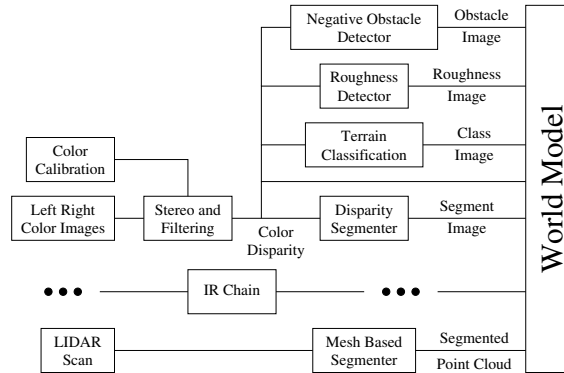 Negative Obstacle
Detector
Obstacle
Image
Roughness
Detector
Roughness
Image
Terrain
Classification
Class
Image
Color
Calibration
Left Right
Color Images
Stereo and
Filtering
Color
Disparity
Disparity
Segmenter
Segment
Image
IR Chain
LIDAR
Scan
Mesh Based
Segmenter
Segmented
Point Cloud
World Model